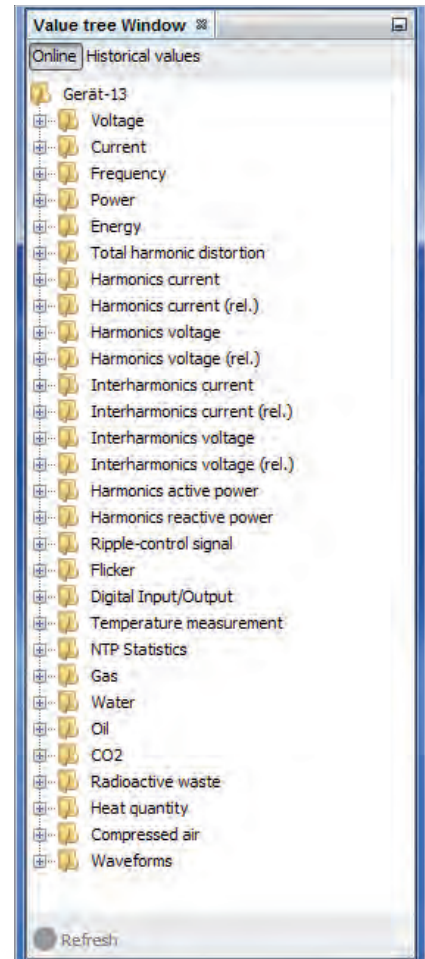 Value tree Window
Online Historical values
Gerät-13
Voltage
Current
Frequency
Power
Energy
Total harmonic distortion
Harmonics current
Harmonics current (rel.)
Harmonics voltage
Harmonics voltage (rel.)
Interharmonics current
Interharmonics current (rel.)
Interharmonics voltage
Interharmonics voltage (rel.)
Harmonics active power
Harmonics reactive power
Ripple-control signal
Flicker
Digital Input/Output
Temperature measurement
NTP Statistics
Gas
Water
Oil
CO2
Radioactive waste
Heat quantity
Compressed air
Waveforms
Refresh